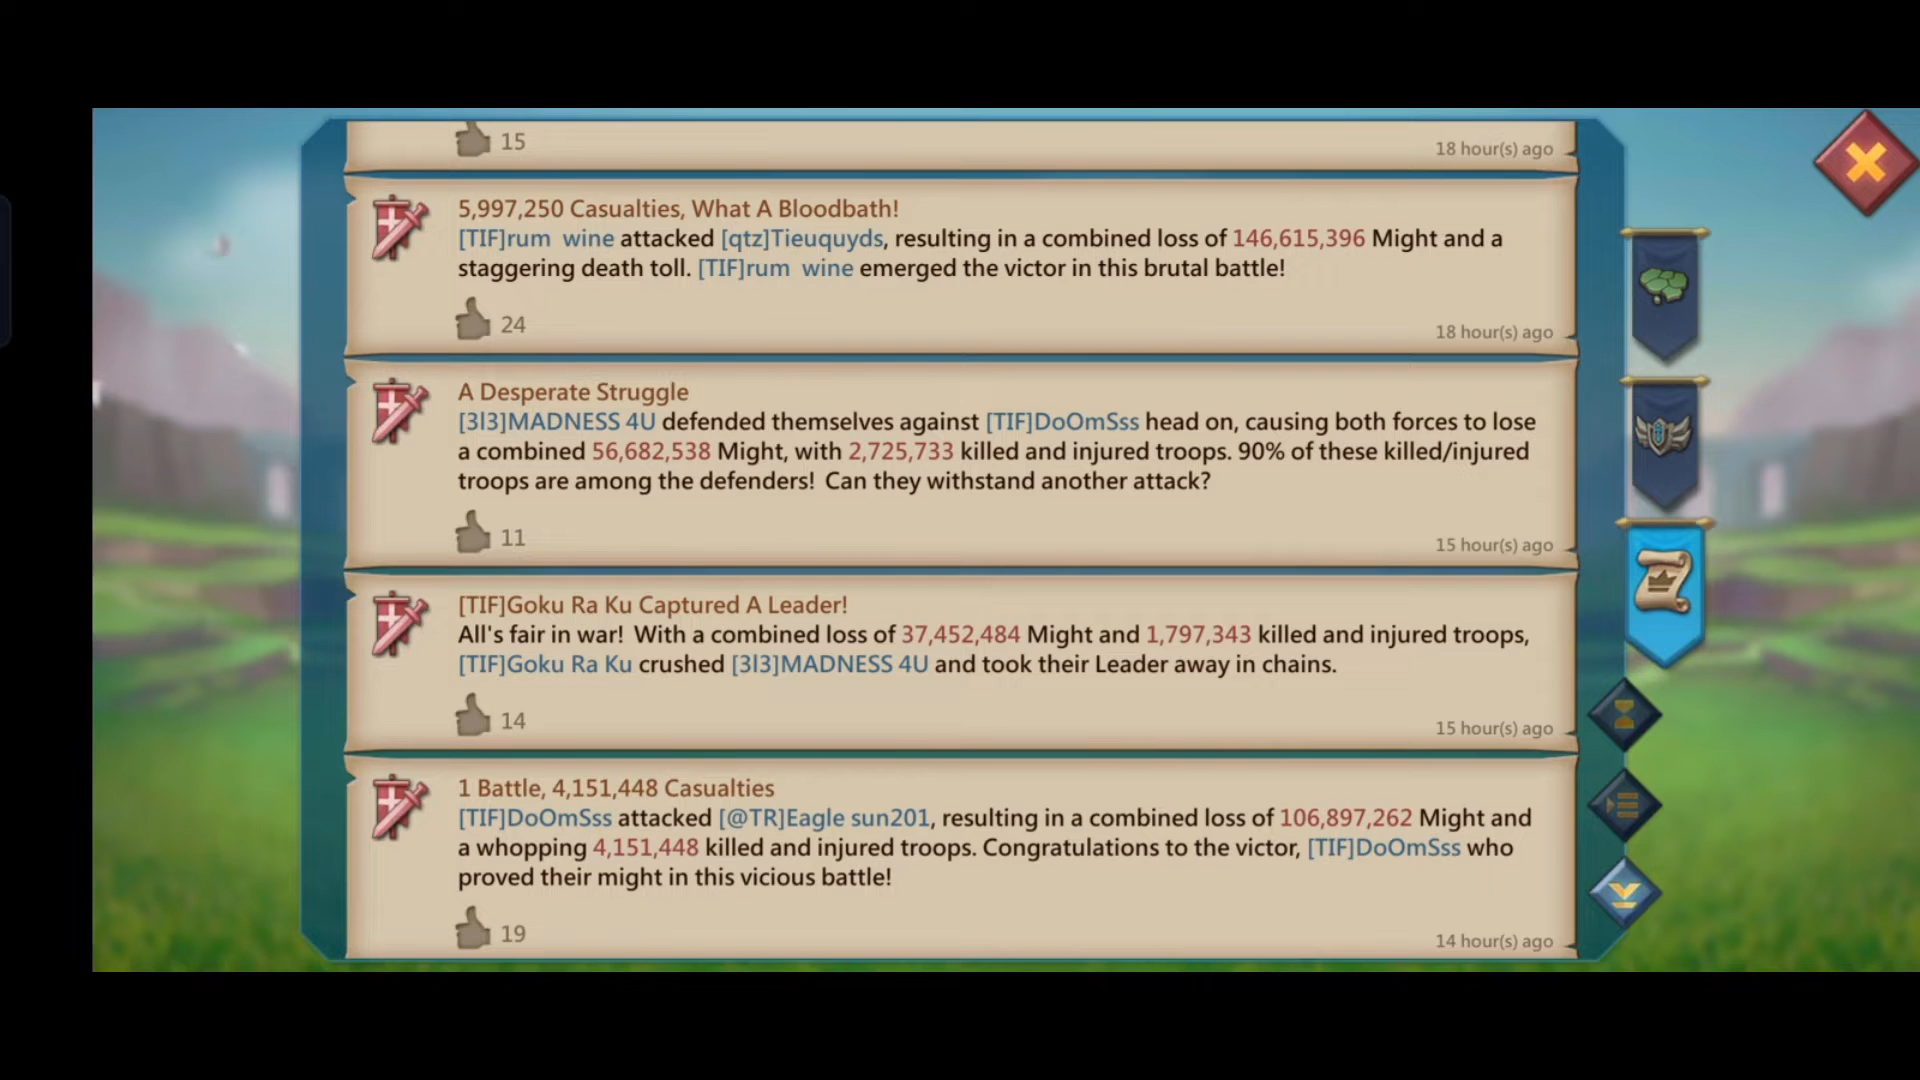 15
18 hour(s) ago
5,997,250 Casualties, What A Bloodbath!
[TIF]rum  wine attacked [qtz]Tieuquyds, resulting in a combined loss of 146,615,396 Might and a
staggering death toll. [TIF]rum  wine emerged the victor in this brutal battle!
24
18 hour(s) ago
A Desperate Struggle
[3l3]MADNESS 4U defended themselves against [TIF]DoOmSss head on, causing both forces to lose
a combined 56,682,538 Might, with 2,725,733 killed and injured troops. 90% of these killed/injured
troops are among the defenders!  Can they withstand another attack?
11
15 hour(s) ago
[TIF]Goku Ra Ku Captured A Leader!
All's fair in war!  With a combined loss of 37,452,484 Might and 1,797,343 killed and injured troops,
[TIF]Goku Ra Ku crushed [3l3]MADNESS 4U and took their Leader away in chains.
14
15 hour(s) ago
1 Battle, 4,151,448 Casualties
[TIF]DoOmSss attacked [@TR]Eagle sun201, resulting in a combined loss of 106,897,262 Might and
a whopping 4,151,448 killed and injured troops. Congratulations to the victor, [TIF]DoOmSss who
proved their might in this vicious battle!
19
14 hour(s) ago